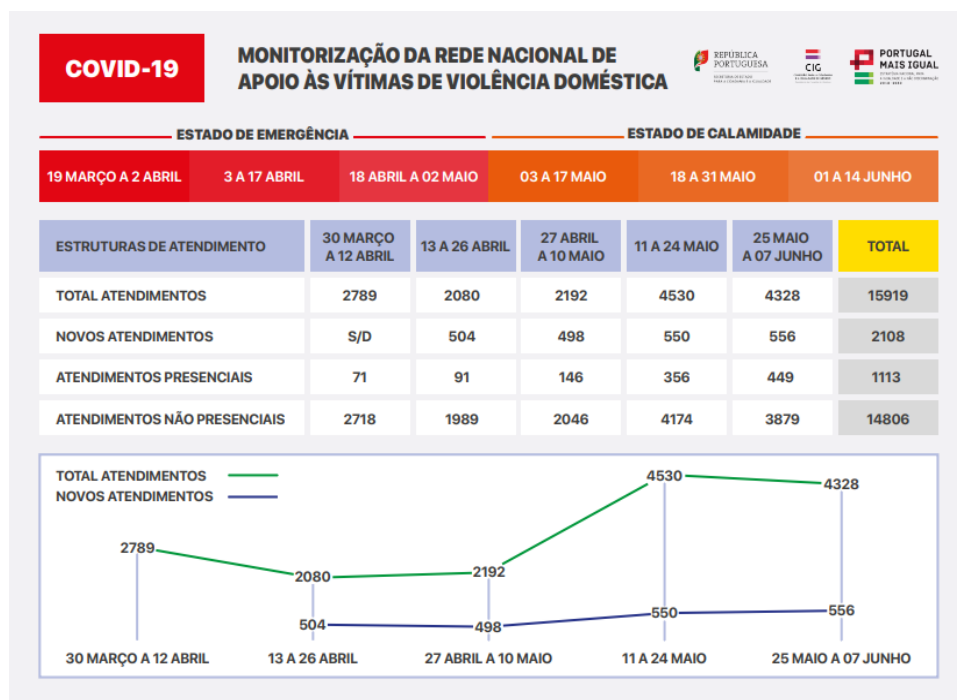 COVID-19
MONITORIZAÇÃO DA REDE NACIONAL DE
APOIO ÀS VÍTIMAS DE VIOLÊNCIA DOMÉSTICA
REPÚBLICA
PORTUGUESA
CIG
PORTUGAL
MAIS IGUAL
ESTADO DE EMERGÊNCIA
ESTADO DE CALAMIDADE
19 MARÇO A 2 ABRIL 3 A 17 ABRIL 18 ABRIL A 02 MAIO 03 A 17 MAIO 18 A 31 MAIO 01 A 14 JUNHO
ESTRUTURAS DE ATENDIMENTO
30 MARÇO
A 12 ABRIL
13 A 26 ABRIL
27 ABRIL
A 10 MAIO
11 A 24 MAIO
25 MAIO
A 07 JUNHO
TOTAL
TOTAL ATENDIMENTOS 2789 2080 2192 4530 4328 15919
NOVOS ATENDIMENTOS S/D 504 498 550 556 2108
ATENDIMENTOS PRESENCIAIS 71 91 146 356 449 1113
ATENDIMENTOS NÃO PRESENCIAIS 2718 1989 2046 4174 3879 14806
TOTAL ATENDIMENTOS
NOVOS ATENDIMENTOS
2789
2080
2192
4530
4328
504
498
550
556
30 MARÇO A 12 ABRIL 13 A 26 ABRIL 27 ABRIL A 10 MAIO 11 A 24 MAIO 25 MAIO A 07 JUNHO